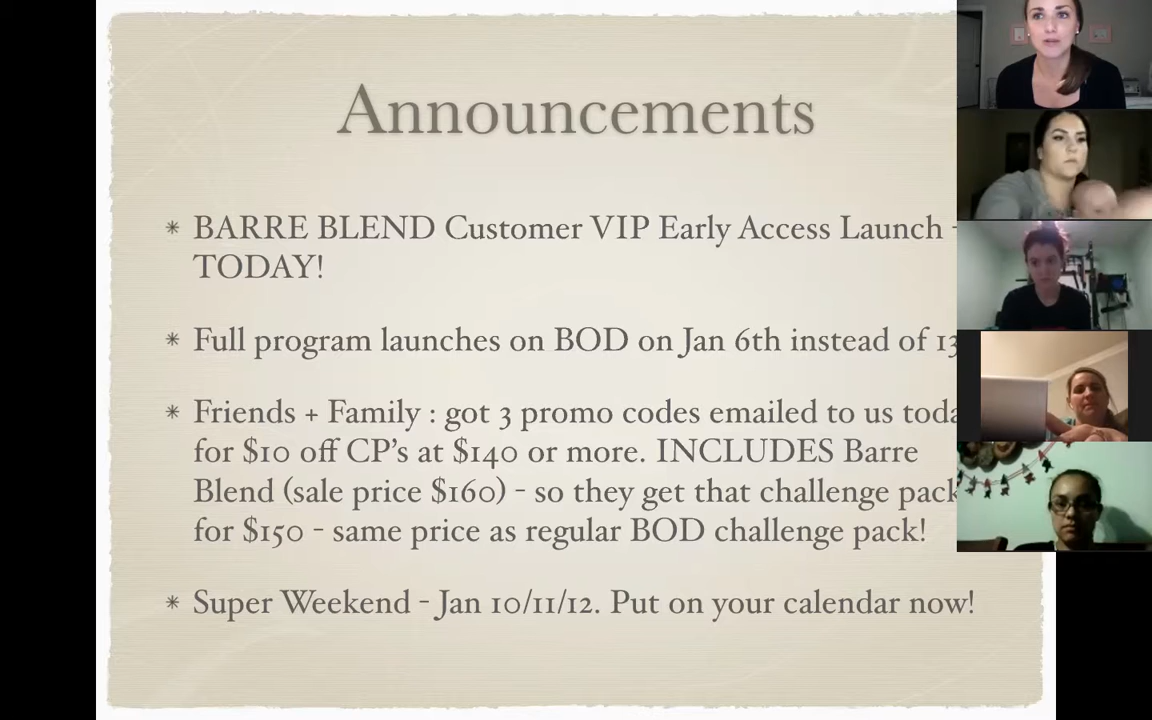 Announcements
* BARRE BLEND Customer VIP Early Access Launch -
TODAY!
* Full program launches on BOD on Jan 6th instead of 13
* Friends + Family : got 3 promo codes emailed to us toda
for $10 off CP's at $140 or more. INCLUDES Barre
Blend (sale price $160) - so they get that challenge pack
for $150 - same price as regular BOD challenge pack!
* Super Weekend - Jan 10/11/12. Put on your calendar now!